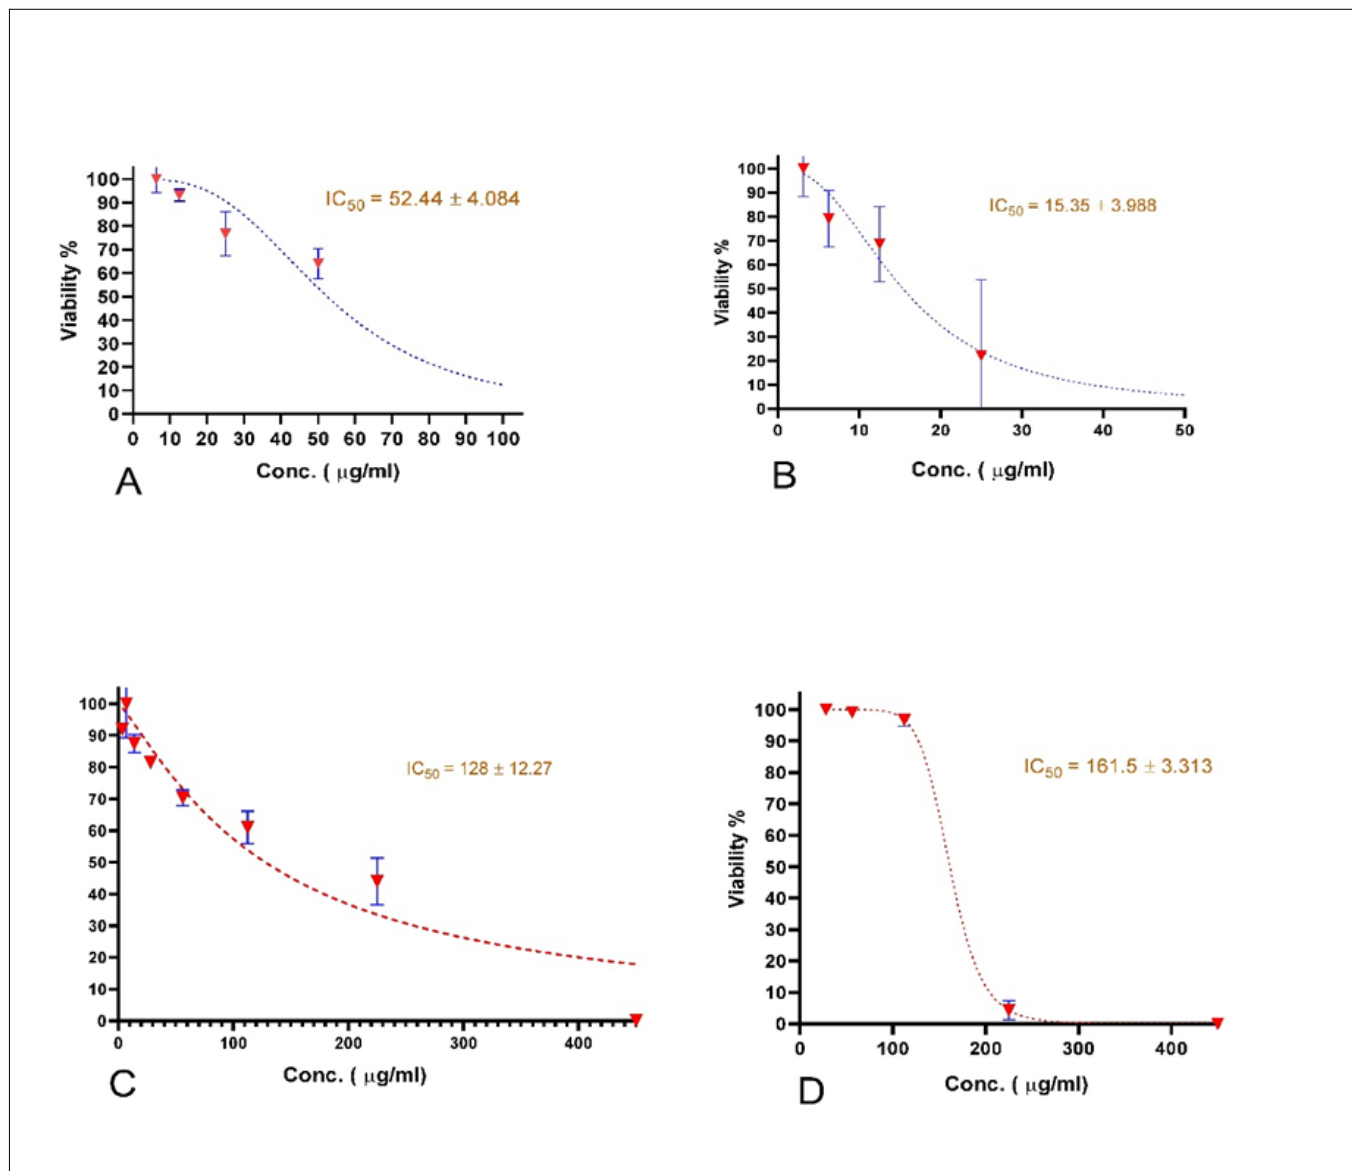 100
90
80
70
60
50
40
30
20
10
0
Viability %
IC50 = 52.44 ± 4.084
0 10 20 30 40 50 60 70 80 90 100
Conc. ( μg/ml)
A
100
90
80
70
60
50
40
30
20
10
0
Viability %
IC50 = 15.35 ± 3.988
0 10 20 30 40 50
Conc. ( μg/ml)
B
100
90
80
70
60
50
40
30
20
10
0
IC50 = 128 ± 12.27
0 100 200 300 400
Conc. ( μg/ml)
C
100
90
80
70
60
50
40
30
20
10
0
Viability %
IC50 = 161.5 ± 3.313
0 100 200 300 400
Conc. ( μg/ml)
D